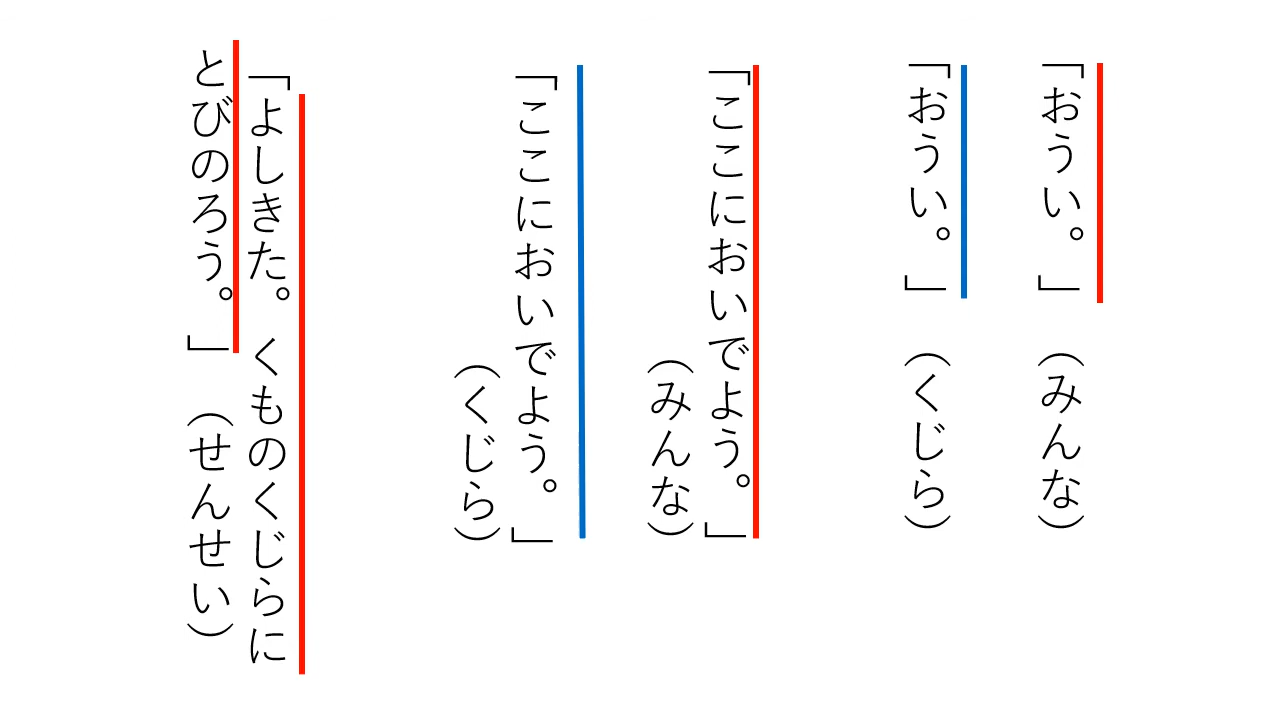 「おうい。」（みんな）
「おうい。」（くじら）
「ここにおいでよう。」
（みんな）
「ここにおいでよう。」
（くじら）
「よしきた。くものくじらに
とびのろう。」（せんせい）